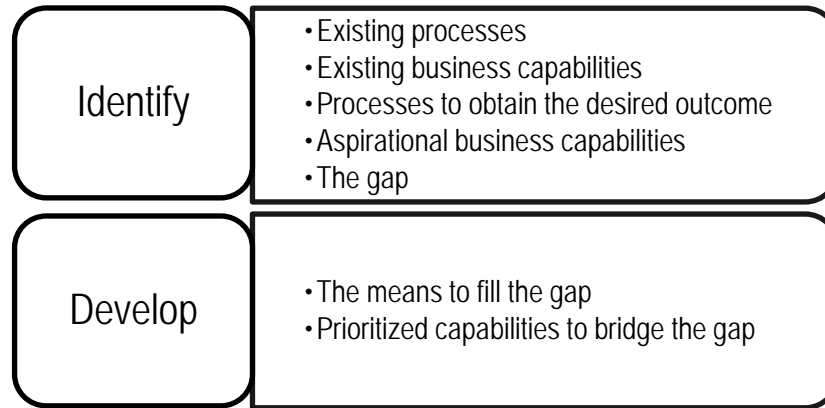 Identify
•Existing processes
•Existing business capabilities
•Processes to obtain the desired outcome
•Aspirational business capabilities
•The gap
Develop
•The means to fill the gap
•Prioritized capabilities to bridge the gap